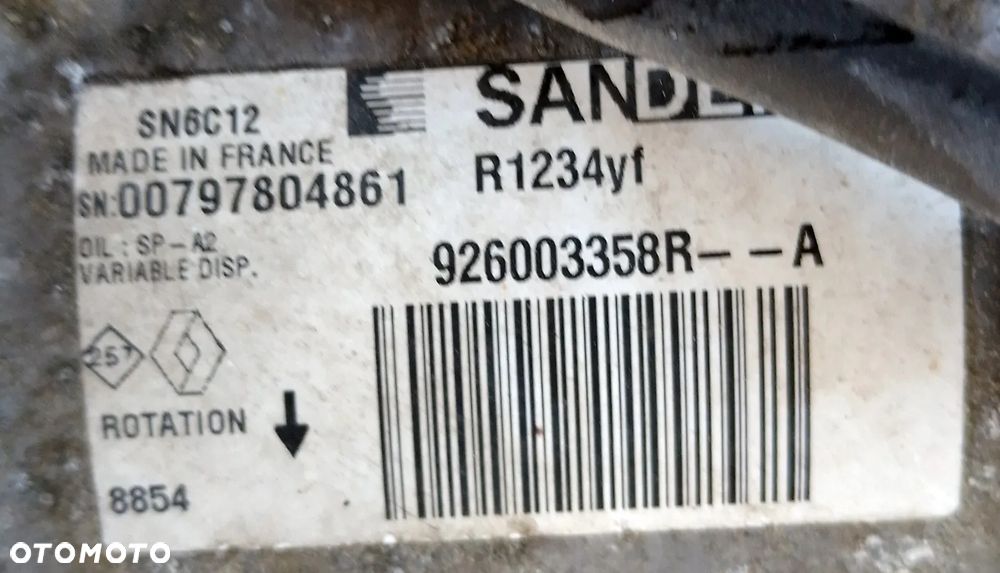 SN6C12
MADE IN FRANCE
SN:00797804861
OIL : SP-A2
VARIABLE DISP.
257
ROTATION
8854
R1234yf
926003358R- -A
OTOMOTO